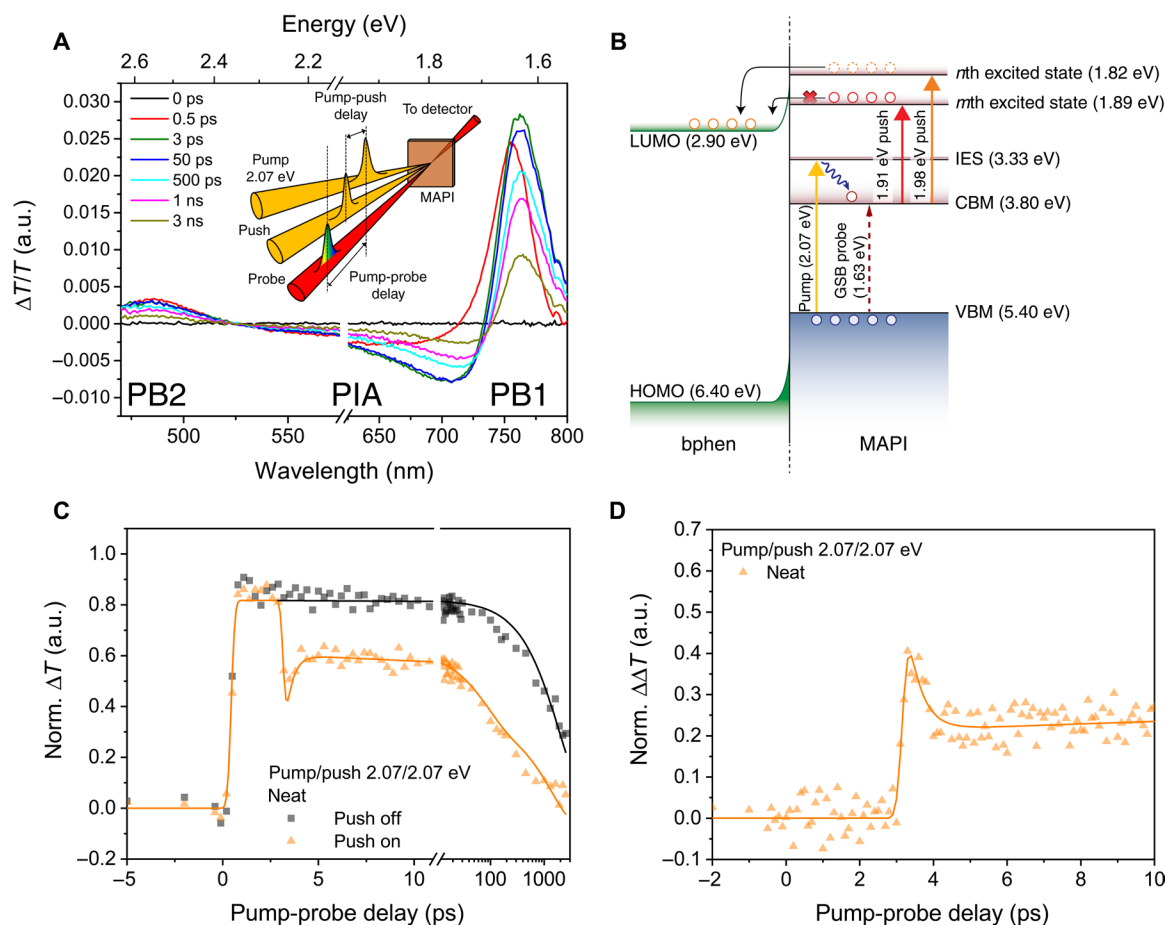 A
Energy (eV)
2.6 2.4 2.2 2 1.9 1.8 1.7 1.6
0.030
0.025
0.020
0.015
0.010
0.005
0.000
–0.005
–0.010
ΔT/T (a.u.)
0 ps
0.5 ps
3 ps
50 ps
500 ps
1 ns
3 ns
Pump-push
delay
To detector
Pump
2.07 eV
MAPI
Push
Probe
Pump-probe
delay
PB2 PIA PB1
500 550 650 700 750 800
Wavelength (nm)
B
nth excited state (1.82 eV)
mth excited state (1.89 eV)
LUMO (2.90 eV)
IES (3.33 eV)
CBM (3.80 eV)
1.91 eV push
1.98 eV push
Pump (2.07 eV)
GSB probe
(1.63 eV)
VBM (5.40 eV)
HOMO (6.40 eV)
bphen MAPI
C
1.0
0.8
0.6
0.4
0.2
0.0
–0.2
Norm. ΔT (a.u.)
Pump/push 2.07/2.07 eV
Neat
Push off
Push on
–5 0 5 10 100 1000
Pump-probe delay (ps)
D
0.7
0.6
0.5
0.4
0.3
0.2
0.1
0.0
–0.1
Norm. ΔΔT (a.u.)
Pump/push 2.07/2.07 eV
Neat
–2 0 2 4 6 8 10
Pump-probe delay (ps)